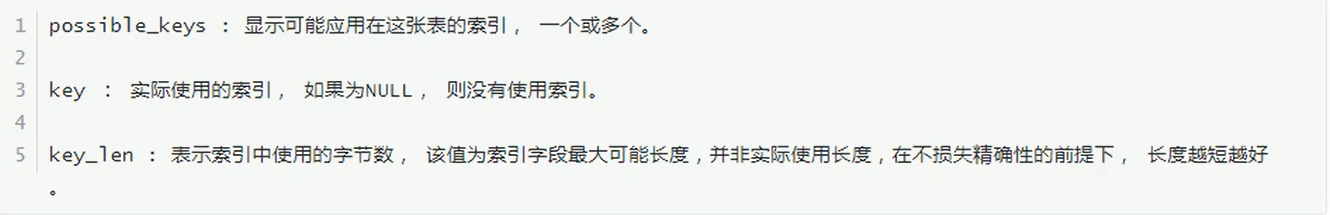 1 possible_keys : 显示可能应用在这张表的索引， 一个或多个。
2
3 key ： 实际使用的索引， 如果为NULL， 则没有使用索引。
4
5 key_len : 表示索引中使用的字节数， 该值为索引字段最大可能长度，并非实际使用长度，在不损失精确性的前提下， 长度越短越好
。